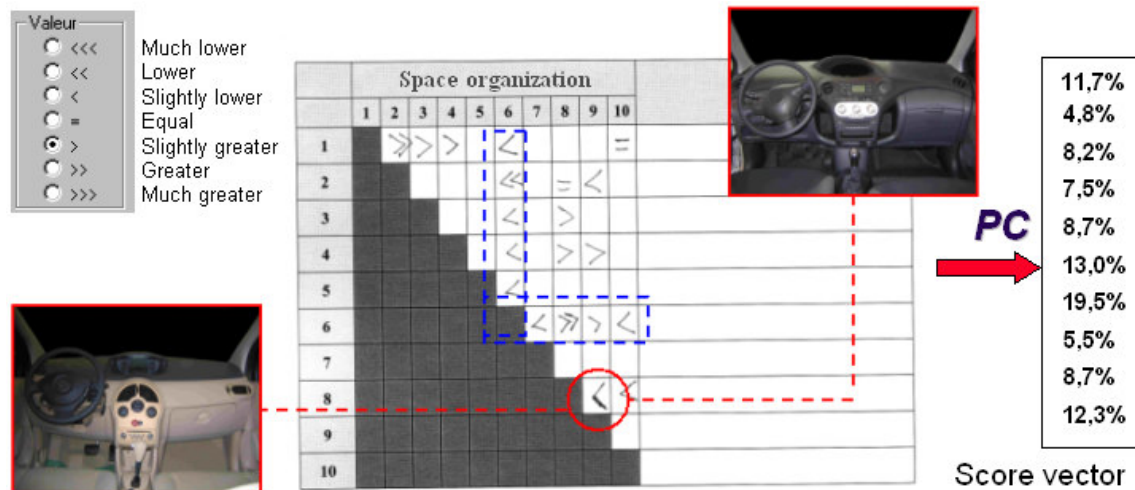 Valeur
<<< Much lower
<< Lower
< Slightly lower
= Equal
> Slightly greater
>> Greater
>>> Much greater
Space organization
1 2 3 4 5 6 7 8 9 10
1 >> > > < =
2 << = <
3 < >
4 < > >
5 <
6 < >> > <
7
8 < <
9
10
PC
11,7%
4,8%
8,2%
7,5%
8,7%
13,0%
19,5%
5,5%
8,7%
12,3%
Score vector